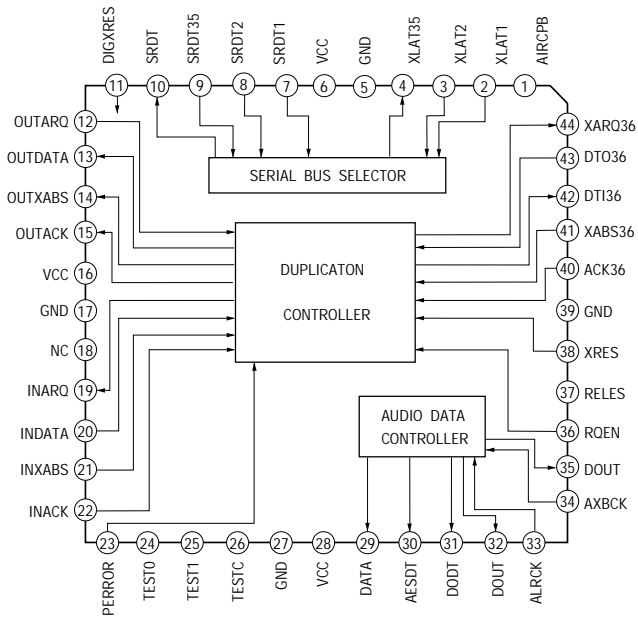 DIGXRES
SRDT
SRDT35
SRDT2
SRDT1
VCC
GND
XLAT35
XLAT2
XLAT1
AIRCPB
11
10
9
8
7
6
5
4
3
2
1
OUTARQ 12
OUTDATA 13
OUTXABS 14
OUTACK 15
VCC 16
GND 17
NC 18
INARQ 19
INDATA 20
INXABS 21
INACK 22
SERIAL BUS SELECTOR
DUPLICATON
CONTROLLER
AUDIO DATA
CONTROLLER
44 XARQ36
43 DTO36
42 DTI36
41 XABS36
40 ACK36
39 GND
38 XRES
37 RELES
36 RQEN
35 DOUT
34 AXBCK
23
24
25
26
27
28
29
30
31
32
33
PERROR
TEST0
TEST1
TESTC
GND
VCC
DATA
AESDT
DODT
DOUT
ALRCK